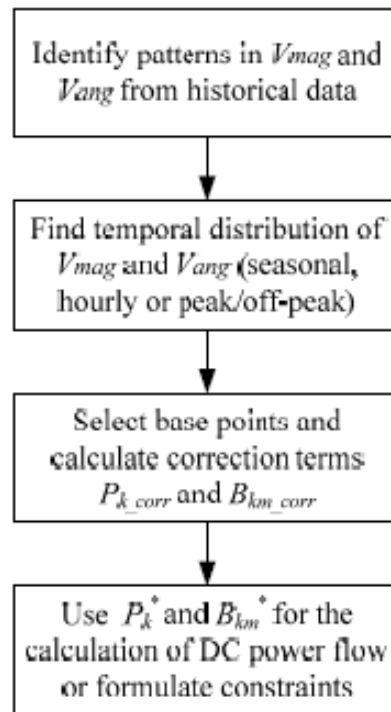 Identify patterns in Vmag and
Vang from historical data
Find temporal distribution of
Vmag and Vang (seasonal,
hourly or peak/off-peak)
Select base points and
calculate correction terms
Pk_corr and Bkm_corr
Use Pk* and Bkm* for the
calculation of DC power flow
or formulate constraints